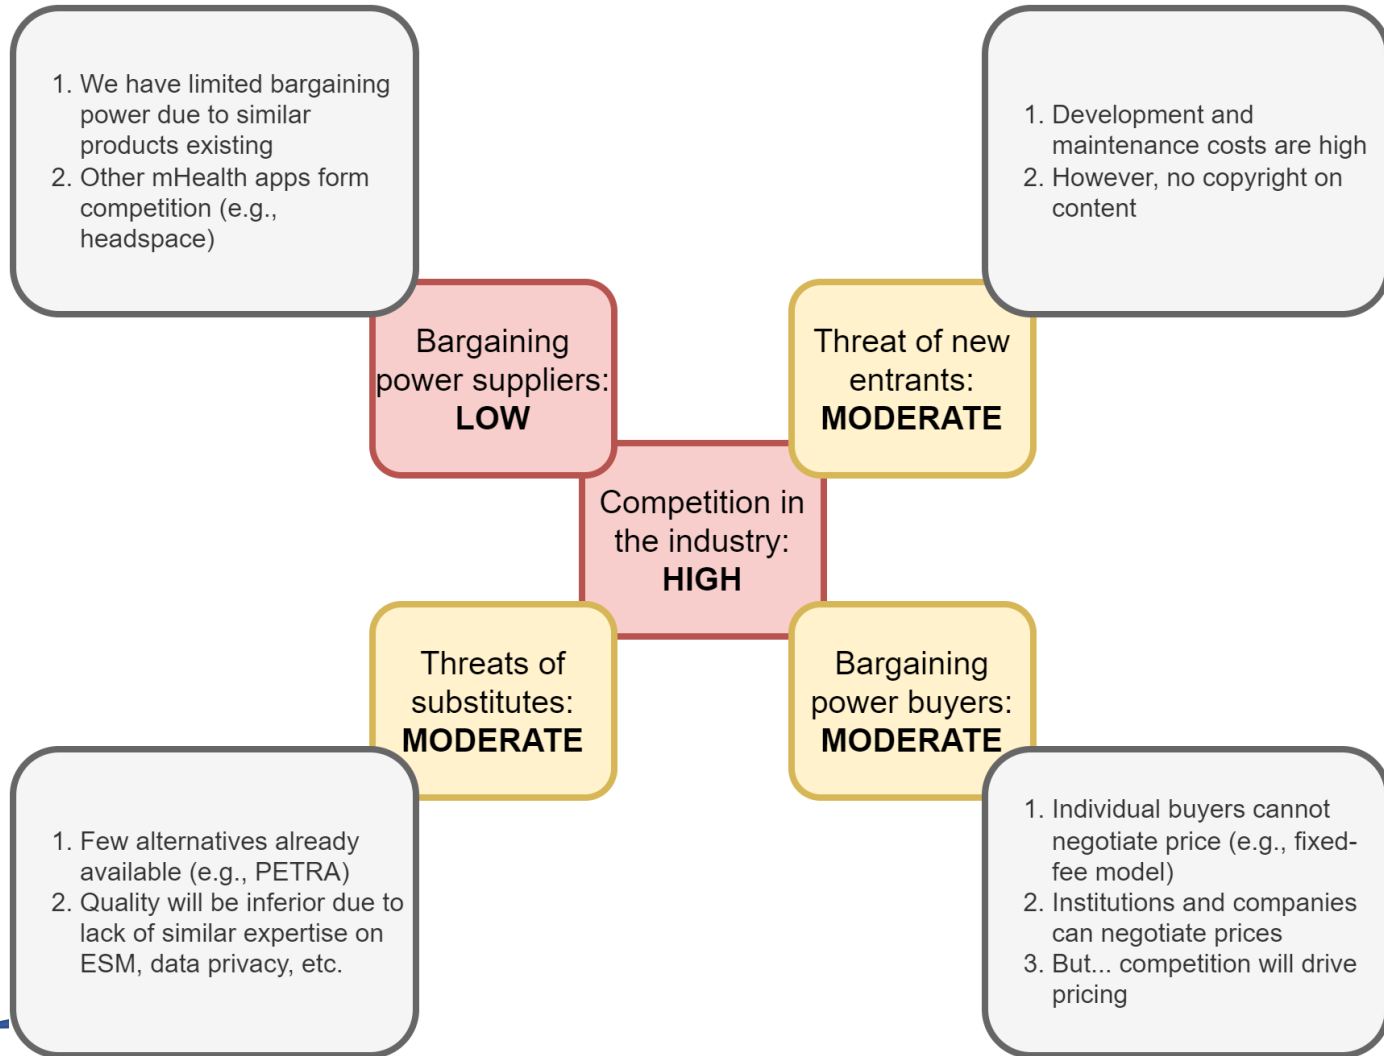 1. We have limited bargaining
power due to similar
products existing
2. Other mHealth apps form
competition (e.g.,
headspace)
1. Development and
maintenance costs are high
2. However, no copyright on
content
Bargaining
power suppliers:
LOW
Threat of new
entrants:
MODERATE
Competition in
the industry:
HIGH
Threats of
substitutes:
MODERATE
Bargaining
power buyers:
MODERATE
1. Few alternatives already
available (e.g., PETRA)
2. Quality will be inferior due to
lack of similar expertise on
ESM, data privacy, etc.
1. Individual buyers cannot
negotiate price (e.g., fixed-
fee model)
2. Institutions and companies
can negotiate prices
3. But... competition will drive
pricing